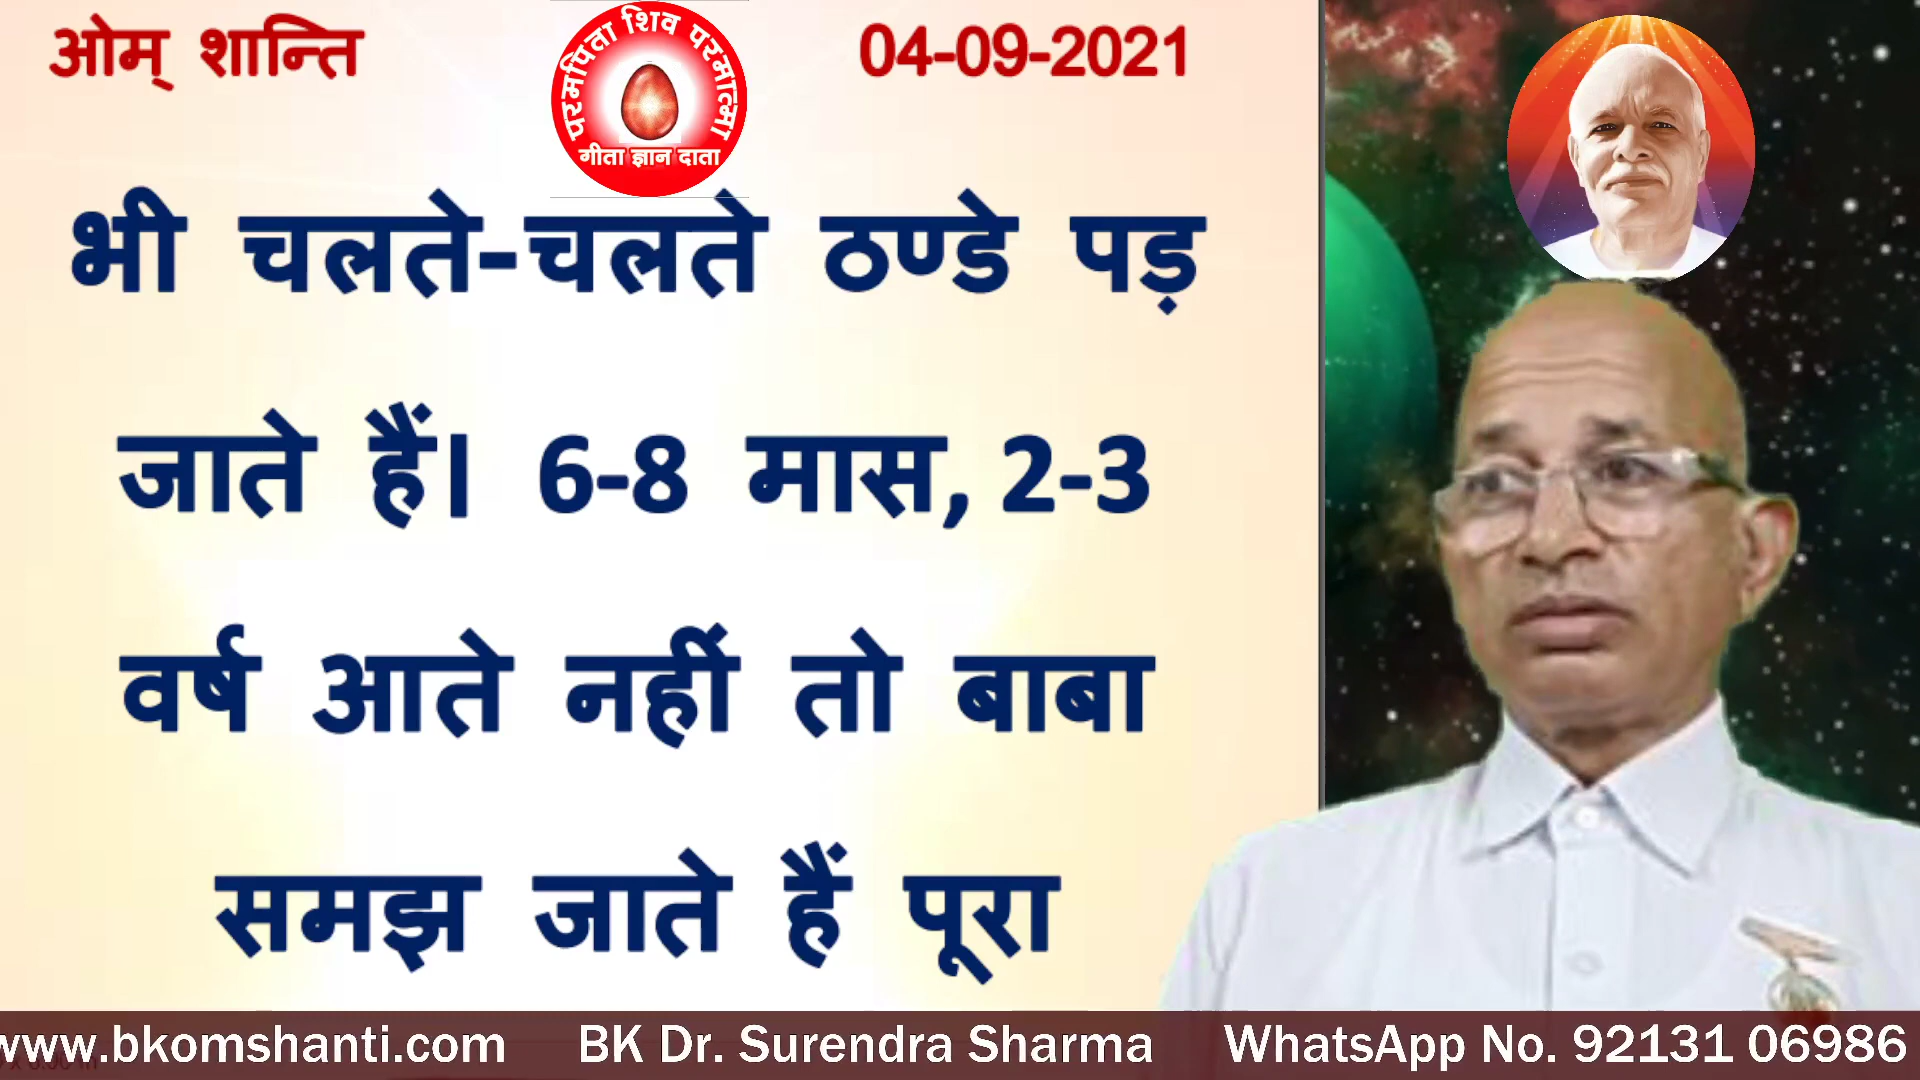 ओम् शान्ति
परमपिता शिव परमात्मा
गीता ज्ञान दाता
04-09-2021
भी चलते-चलते ठण्डे पड़
जाते हैं। 6-8 मास, 2-3
वर्ष आते नहीं तो बाबा
समझ जाते हैं पूरा
www.bkomshanti.com BK Dr. Surendra Sharma WhatsApp No. 92131 06986